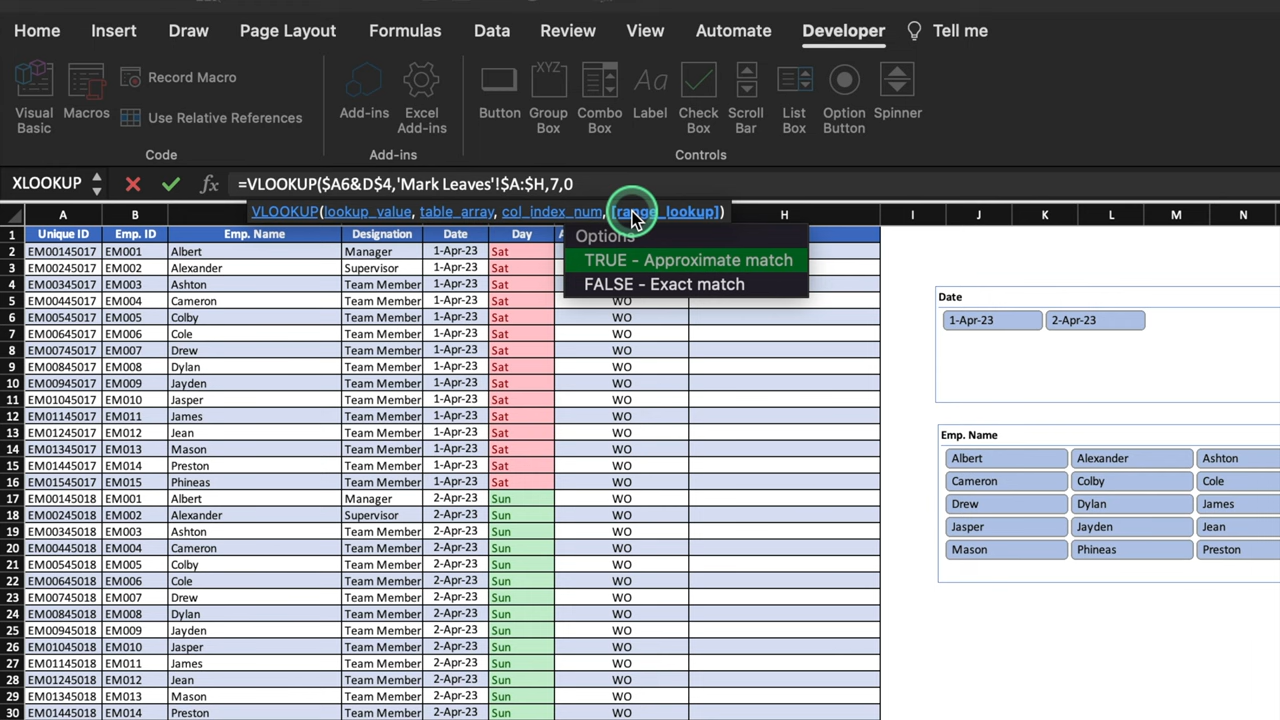 Home Insert Draw Page Layout Formulas Data Review View Automate Developer Tell me
Visual Basic
Macros
Record Macro
Use Relative References
Code
Add-ins
Excel Add-ins
Add-ins
Button
Group Box
Combo Box
Label
Check Box
Scroll Bar
List Box
Option Button
Spinner
Controls
XLOOKUP fx =VLOOKUP($A6&D$4,'Mark Leaves'!$A:$H,7,0
VLOOKUP(lookup_value, table_array, col_index_num, [range_lookup])
Options
TRUE - Approximate match
FALSE - Exact match
A B H I J K L M N
1 Unique ID Emp. ID Emp. Name Designation Date Day
2 EM00145017 EM001 Albert Manager 1-Apr-23 Sat
3 EM00245017 EM002 Alexander Supervisor 1-Apr-23 Sat
4 EM00345017 EM003 Ashton Team Member 1-Apr-23 Sat
5 EM00445017 EM004 Cameron Team Member 1-Apr-23 Sat WO
6 EM00545017 EM005 Colby Team Member 1-Apr-23 Sat WO
7 EM00645017 EM006 Cole Team Member 1-Apr-23 Sat WO
8 EM00745017 EM007 Drew Team Member 1-Apr-23 Sat WO
9 EM00845017 EM008 Dylan Team Member 1-Apr-23 Sat WO
10 EM00945017 EM009 Jayden Team Member 1-Apr-23 Sat WO
11 EM01045017 EM010 Jasper Team Member 1-Apr-23 Sat WO
12 EM01145017 EM011 James Team Member 1-Apr-23 Sat WO
13 EM01245017 EM012 Jean Team Member 1-Apr-23 Sat WO
14 EM01345017 EM013 Mason Team Member 1-Apr-23 Sat WO
15 EM01445017 EM014 Preston Team Member 1-Apr-23 Sat WO
16 EM01545017 EM015 Phineas Team Member 1-Apr-23 Sat WO
17 EM00145018 EM001 Albert Manager 2-Apr-23 Sun WO
18 EM00245018 EM002 Alexander Supervisor 2-Apr-23 Sun WO
19 EM00345018 EM003 Ashton Team Member 2-Apr-23 Sun WO
20 EM00445018 EM004 Cameron Team Member 2-Apr-23 Sun WO
21 EM00545018 EM005 Colby Team Member 2-Apr-23 Sun WO
22 EM00645018 EM006 Cole Team Member 2-Apr-23 Sun WO
23 EM00745018 EM007 Drew Team Member 2-Apr-23 Sun WO
24 EM00845018 EM008 Dylan Team Member 2-Apr-23 Sun WO
25 EM00945018 EM009 Jayden Team Member 2-Apr-23 Sun WO
26 EM01045018 EM010 Jasper Team Member 2-Apr-23 Sun WO
27 EM01145018 EM011 James Team Member 2-Apr-23 Sun WO
28 EM01245018 EM012 Jean Team Member 2-Apr-23 Sun WO
29 EM01345018 EM013 Mason Team Member 2-Apr-23 Sun WO
30 EM01445018 EM014 Preston Team Member 2-Apr-23 Sun WO
Date
1-Apr-23 2-Apr-23
Emp. Name
Albert Alexander Ashton
Cameron Colby Cole
Drew Dylan James
Jasper Jayden Jean
Mason Phineas Preston